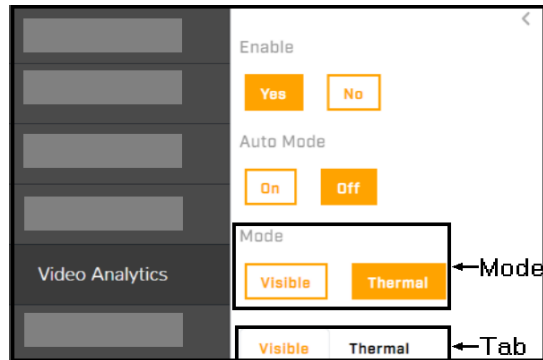 Enable
Yes No
Auto Mode
On Off
Mode
Video Analytics
Visible Thermal
Mode
Visible Thermal
Tab